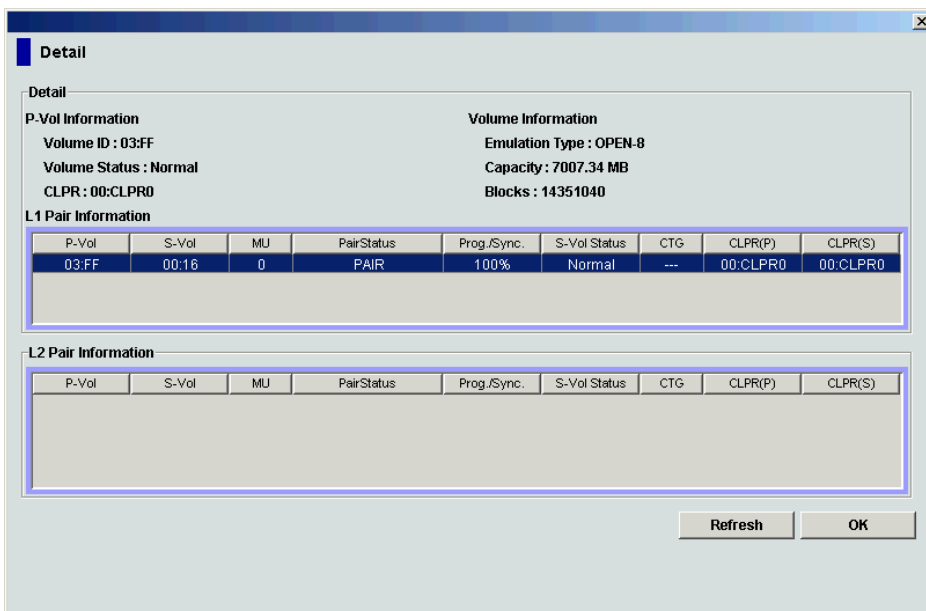 Detail
Detail
P-Vol Information Volume Information
Volume ID : 03:FF Emulation Type : OPEN-8
Volume Status : Normal Capacity : 7007.34 MB
CLPR : 00:CLPR0 Blocks : 14351040
L1 Pair Information
P-Vol S-Vol MU PairStatus Prog./Sync. S-Vol Status CTG CLPR(P) CLPR(S)
03:FF 00:16 0 PAIR 100% Normal --- 00:CLPR0 00:CLPR0
L2 Pair Information
P-Vol S-Vol MU PairStatus Prog./Sync. S-Vol Status CTG CLPR(P) CLPR(S)
Refresh OK